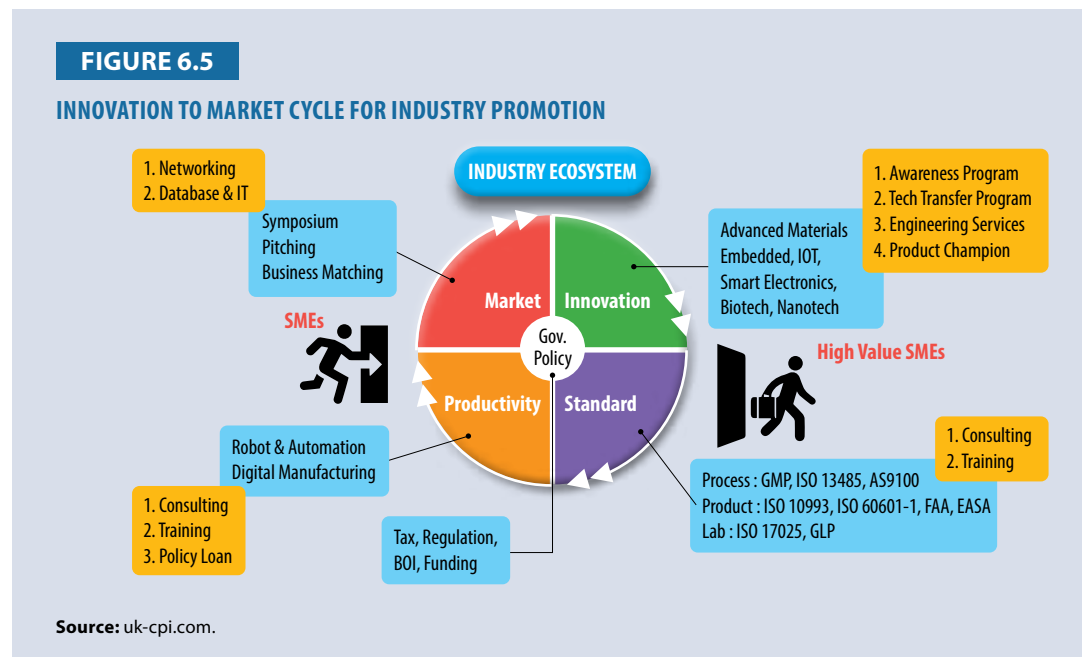 FIGURE 6.5
INNOVATION TO MARKET CYCLE FOR INDUSTRY PROMOTION
INDUSTRY ECOSYSTEM
1. Networking
2. Database & IT
Symposium
Pitching
Business Matching
1. Awareness Program
2. Tech Transfer Program
3. Engineering Services
4. Product Champion
Advanced Materials
Embedded, IOT,
Smart Electronics,
Biotech, Nanotech
Market
Innovation
Gov.
Policy
Productivity
Standard
SMEs
High Value SMEs
Robot & Automation
Digital Manufacturing
1. Consulting
2. Training
3. Policy Loan
Tax, Regulation,
BOI, Funding
1. Consulting
2. Training
Process : GMP, ISO 13485, AS9100
Product : ISO 10993, ISO 60601-1, FAA, EASA
Lab : ISO 17025, GLP
Source: uk-cpi.com.